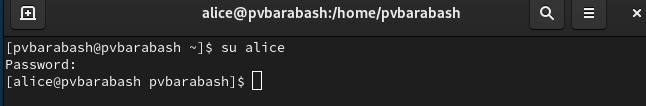 alice@pvbarabash:/home/pvbarabash
[pvbarabash@pvbarabash ~]$ su alice
Password:
[alice@pvbarabash pvbarabash]$